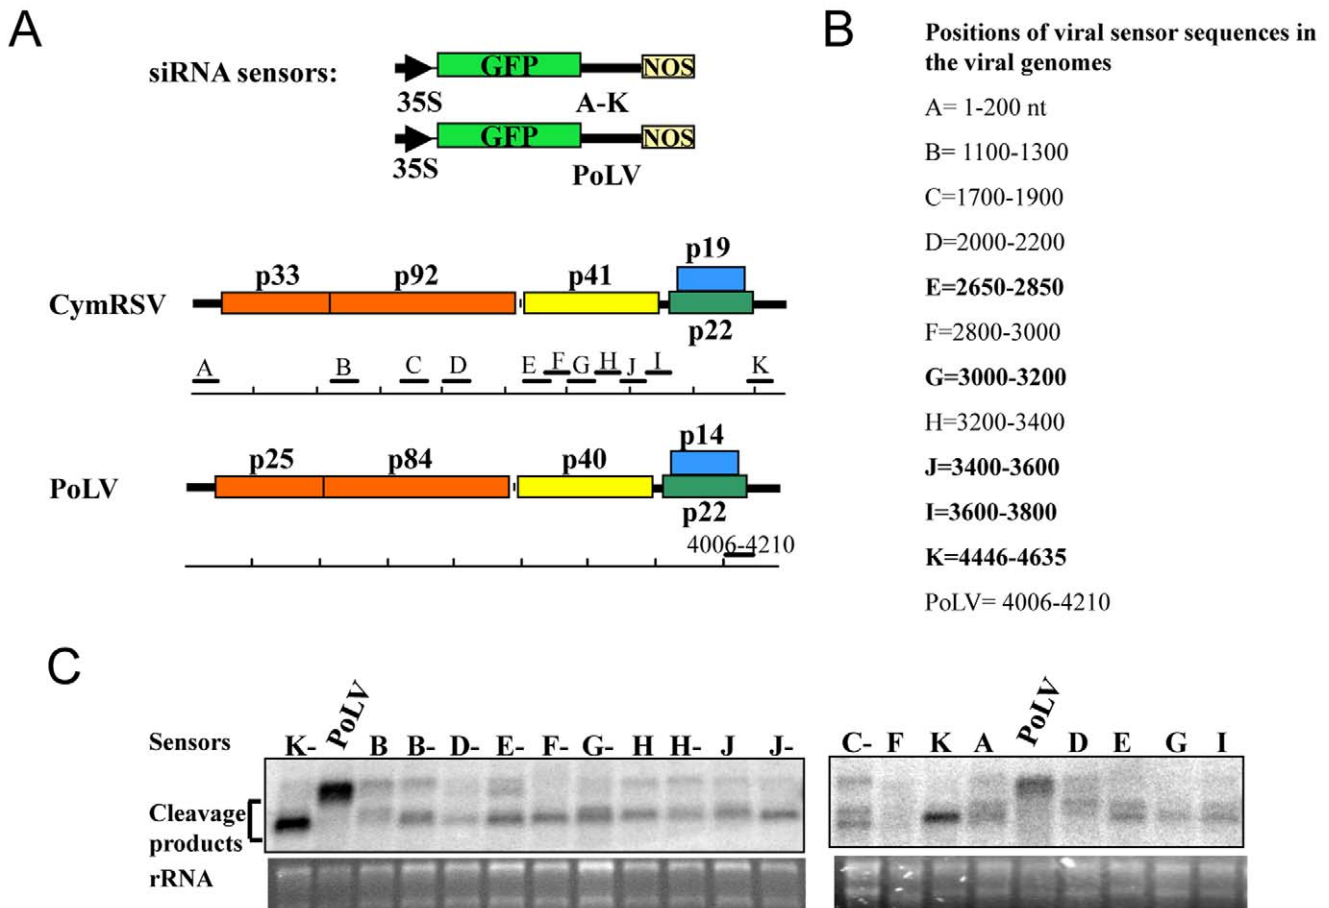 A
siRNA sensors:
GFP
NOS
35S
A-K
GFP
NOS
35S
PoLV
CymRSV
p33
p92
p41
p19
p22
A B C D E F G H J I K
PoLV
p25
p84
p40
p14
p22
4006-4210
B
Positions of viral sensor sequences in
the viral genomes
A= 1-200 nt
B= 1100-1300
C=1700-1900
D=2000-2200
E=2650-2850
F=2800-3000
G=3000-3200
H=3200-3400
J=3400-3600
I=3600-3800
K=4446-4635
PoLV= 4006-4210
C
Sensors
K- PoLV B B- D- E- F- G- H H- J J-
C- F K A PoLV D E G I
Cleavage
products
rRNA